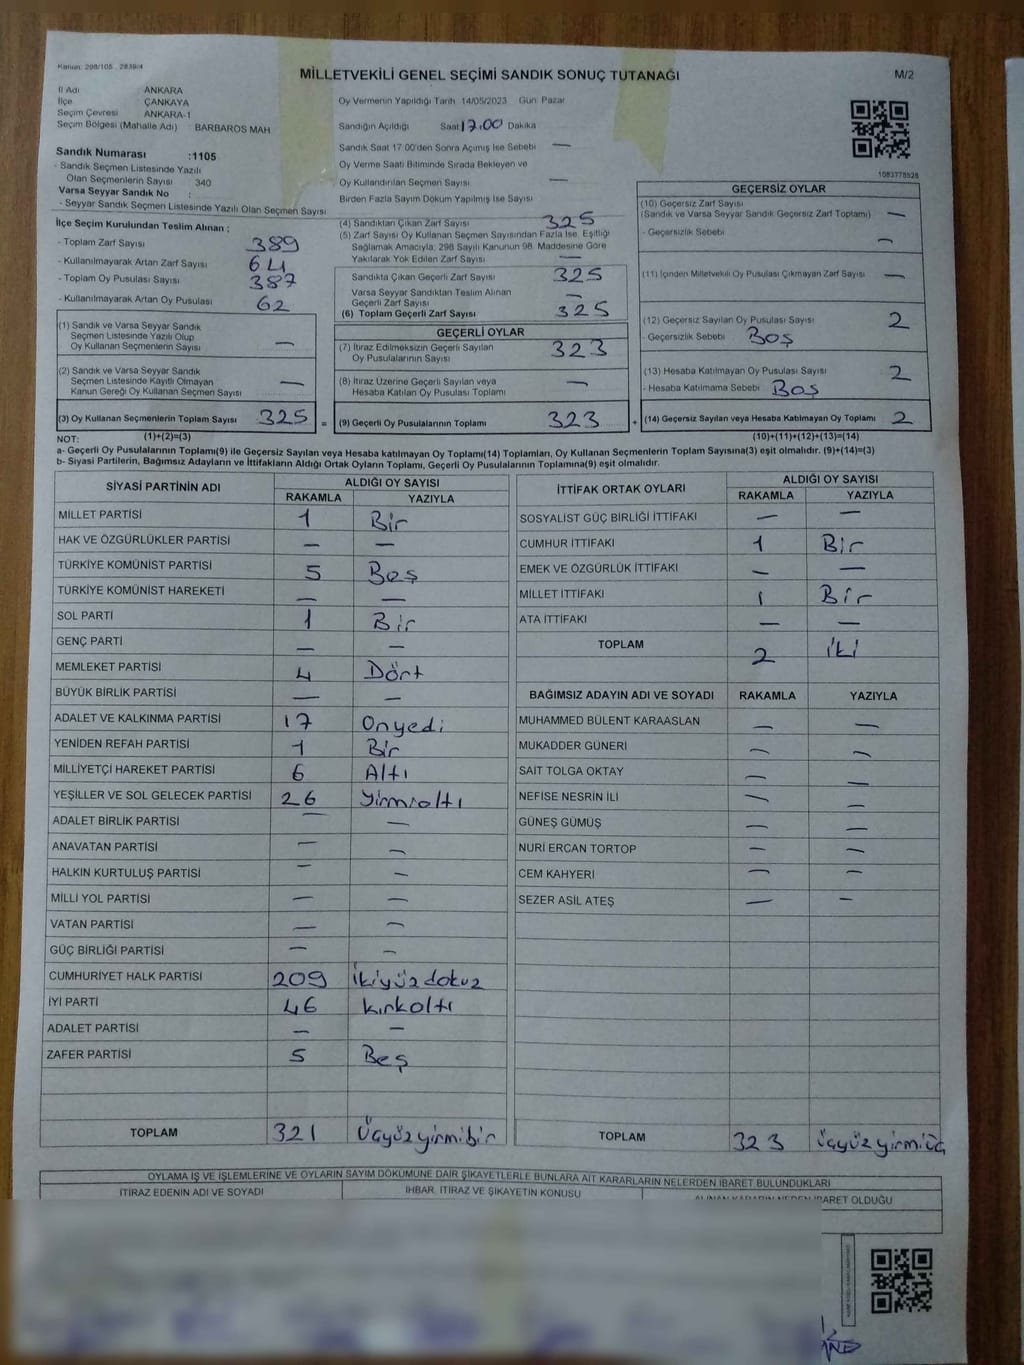 Kanun: 298/105 . 2839/4
MİLLETVEKİLİ GENEL SEÇİMİ SANDIK SONUÇ TUTANAĞI
M/2
İl Adı ANKARA
İlçe ÇANKAYA
Seçim Çevresi ANKARA-1
Seçim Bölgesi (Mahalle Adı) BARBAROS MAH
Sandık Numarası :1105
- Sandık Seçmen Listesinde Yazılı
Olan Seçmenlerin Sayısı 340
Varsa Seyyar Sandık No :
- Seyyar Sandık Seçmen Listesinde Yazılı Olan Seçmen Sayısı
Oy Vermenin Yapıldığı Tarih 14/05/2023 Gün Pazar
Sandığın Açıldığı Saat 17.00 Dakika
Sandık Saat 17 00'den Sonra Açımış İse Sebebi —
Oy Verme Saati Bitiminde Sırada Bekleyen ve
Oy Kullandırılan Seçmen Sayısı —
Birden Fazla Sayım Döküm Yapılmış İse Sayısı
1083778528
İlçe Seçim Kurulundan Teslim Alınan ;
- Toplam Zarf Sayısı 389
- Kullanılmayarak Artan Zarf Sayısı 64
- Toplam Oy Pusulası Sayısı 387
- Kullanılmayarak Artan Oy Pusulası 62
(1) Sandık ve Varsa Seyyar Sandık
Seçmen Listesinde Yazılı Olup
Oy Kullanan Seçmenlerin Sayısı —
(2) Sandık ve Varsa Seyyar Sandık
Seçmen Listesinde Kayıtlı Olmayan
Kanun Gereği Oy Kullanan Seçmen Sayısı —
(3) Oy Kullanan Seçmenlerin Toplam Sayısı 325 =
(4) Sandıktan Çıkan Zarf Sayısı 325
(5) Zarf Sayısı Oy Kullanan Seçmen Sayısından Fazla İse, Eşitliği
Sağlamak Amacıyla, 298 Sayılı Kanunun 98. Maddesine Göre
Yakılarak Yok Edilen Zarf Sayısı —
Sandıkta Çıkan Geçerli Zarf Sayısı 325
Varsa Seyyar Sandıktan Teslim Alınan
Geçerli Zarf Sayısı —
(6) Toplam Geçerli Zarf Sayısı 325
GEÇERLİ OYLAR
(7) İtiraz Edilmeksizin Geçerli Sayılan
Oy Pusulalarının Sayısı 323
(8) İtiraz Üzerine Geçerli Sayılan veya
Hesaba Katılan Oy Pusulası Toplamı —
(9) Geçerli Oy Pusulalarının Toplamı 323 +
GEÇERSİZ OYLAR
(10) Geçersiz Zarf Sayısı
(Sandık ve Varsa Seyyar Sandık Geçersiz Zarf Toplamı) —
- Geçersizlik Sebebi —
(11) İçinden Milletvekili Oy Pusulası Çıkmayan Zarf Sayısı —
(12) Geçersiz Sayılan Oy Pusulası Sayısı 2
- Geçersizlik Sebebi Boş
(13) Hesaba Katılmayan Oy Pusulası Sayısı 2
- Hesaba Katılmama Sebebi Boş
(14) Geçersiz Sayılan veya Hesaba Katılmayan Oy Toplamı 2
NOT: (1)+(2)=(3) (10)+(11)+(12)+(13)=(14)
a- Geçerli Oy Pusulalarının Toplamı(9) ile Geçersiz Sayılan veya Hesaba Katılmayan Oy Toplamı(14) Toplamları, Oy Kullanan Seçmenlerin Toplam Sayısına(3) eşit olmalıdır. (9)+(14)=(3)
b- Siyasi Partilerin, Bağımsız Adayların ve İttifakların Aldığı Ortak Oyların Toplamı, Geçerli Oy Pusulalarının Toplamına(9) eşit olmalıdır.
SİYASİ PARTİNİN ADI ALDIĞI OY SAYISI
RAKAMLA YAZIYLA
MİLLET PARTİSİ 1 Bir
HAK VE ÖZGÜRLÜKLER PARTİSİ — —
TÜRKİYE KOMÜNİST PARTİSİ 5 Beş
TÜRKİYE KOMÜNİST HAREKETİ — —
SOL PARTİ 1 Bir
GENÇ PARTİ — —
MEMLEKET PARTİSİ 4 Dört
BÜYÜK BİRLİK PARTİSİ — —
ADALET VE KALKINMA PARTİSİ 17 Onyedi
YENİDEN REFAH PARTİSİ 1 Bir
MİLLİYETÇİ HAREKET PARTİSİ 6 Altı
YEŞİLLER VE SOL GELECEK PARTİSİ 26 Yirmialtı
ADALET BİRLİK PARTİSİ — —
ANAVATAN PARTİSİ — —
HALKIN KURTULUŞ PARTİSİ — —
MİLLİ YOL PARTİSİ — —
VATAN PARTİSİ — —
GÜÇ BİRLİĞİ PARTİSİ — —
CUMHURİYET HALK PARTİSİ 209 İkiyüzdokuz
İYİ PARTİ 46 Kırkaltı
ADALET PARTİSİ — —
ZAFER PARTİSİ 5 Beş
TOPLAM 321 Üçyüzyirmibir
İTTİFAK ORTAK OYLARI ALDIĞI OY SAYISI
RAKAMLA YAZIYLA
SOSYALİST GÜÇ BİRLİĞİ İTTİFAKI — —
CUMHUR İTTİFAKI 1 Bir
EMEK VE ÖZGÜRLÜK İTTİFAKI — —
MİLLET İTTİFAKI 1 Bir
ATA İTTİFAKI — —
TOPLAM 2 İki
BAĞIMSIZ ADAYIN ADI VE SOYADI RAKAMLA YAZIYLA
MUHAMMED BÜLENT KARAASLAN — —
MUKADDER GÜNERİ — —
SAİT TOLGA OKTAY — —
NEFİSE NESRİN İLİ — —
GÜNEŞ GÜMÜŞ — —
NURİ ERCAN TORTOP — —
CEM KAHYERİ — —
SEZER ASİL ATEŞ — —
TOPLAM 323 Üçyüzyirmiüç
OYLAMA İŞ VE İŞLEMLERİNE VE OYLARIN SAYIM DÖKÜMÜNE DAİR ŞİKAYETLERLE BUNLARA AİT KARARLARIN NELERDEN İBARET BULUNDUKLARI
İTİRAZ EDENİN ADI VE SOYADI İHBAR, İTİRAZ VE ŞİKAYETİN KONUSU ALINAN KARARIN NEDEN İBARET OLDUĞU